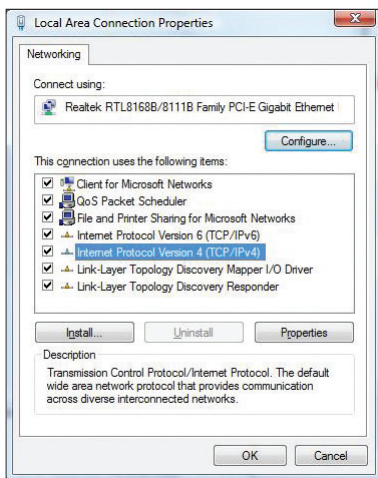 Local Area Connection Properties
Networking
Connect using:
Realtek RTL8168B/8111B Family PCI-E Gigabit Ethernet
Configure...
This connection uses the following items:
Client for Microsoft Networks
QoS Packet Scheduler
File and Printer Sharing for Microsoft Networks
Internet Protocol Version 6 (TCP/IPv6)
Internet Protocol Version 4 (TCP/IPv4)
Link-Layer Topology Discovery Mapper I/O Driver
Link-Layer Topology Discovery Responder
Install...
Uninstall
Properties
Description
Transmission Control Protocol/Internet Protocol. The default
wide area network protocol that provides communication
across diverse interconnected networks.
OK
Cancel